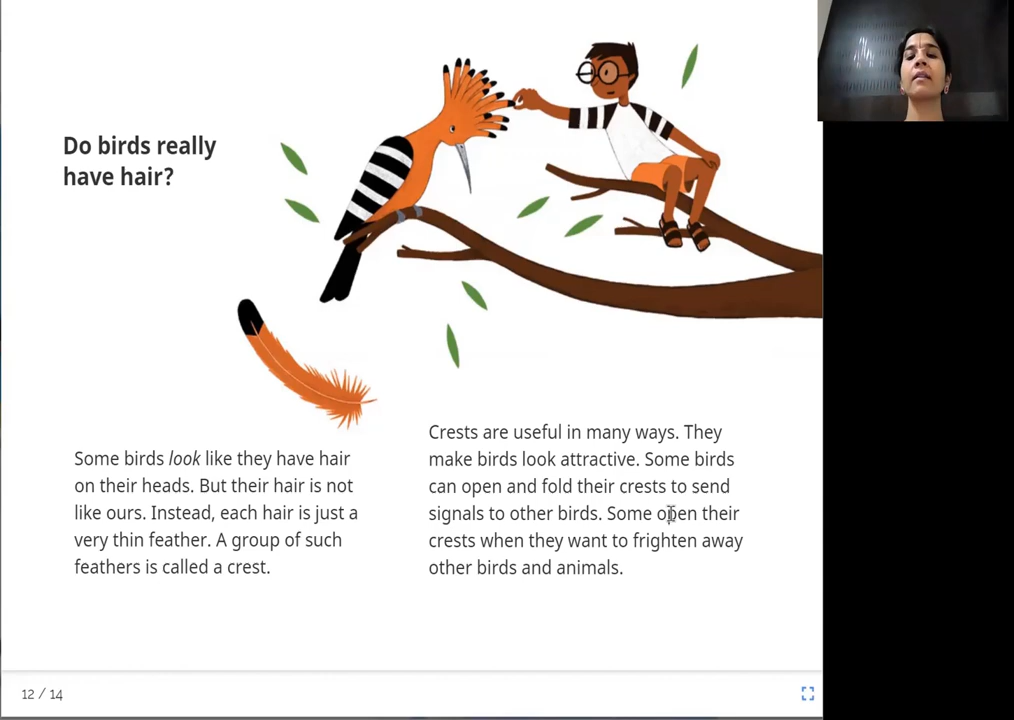 Do birds really
have hair?
Some birds look like they have hair
on their heads. But their hair is not
like ours. Instead, each hair is just a
very thin feather. A group of such
feathers is called a crest.
Crests are useful in many ways. They
make birds look attractive. Some birds
can open and fold their crests to send
signals to other birds. Some open their
crests when they want to frighten away
other birds and animals.
12 / 14